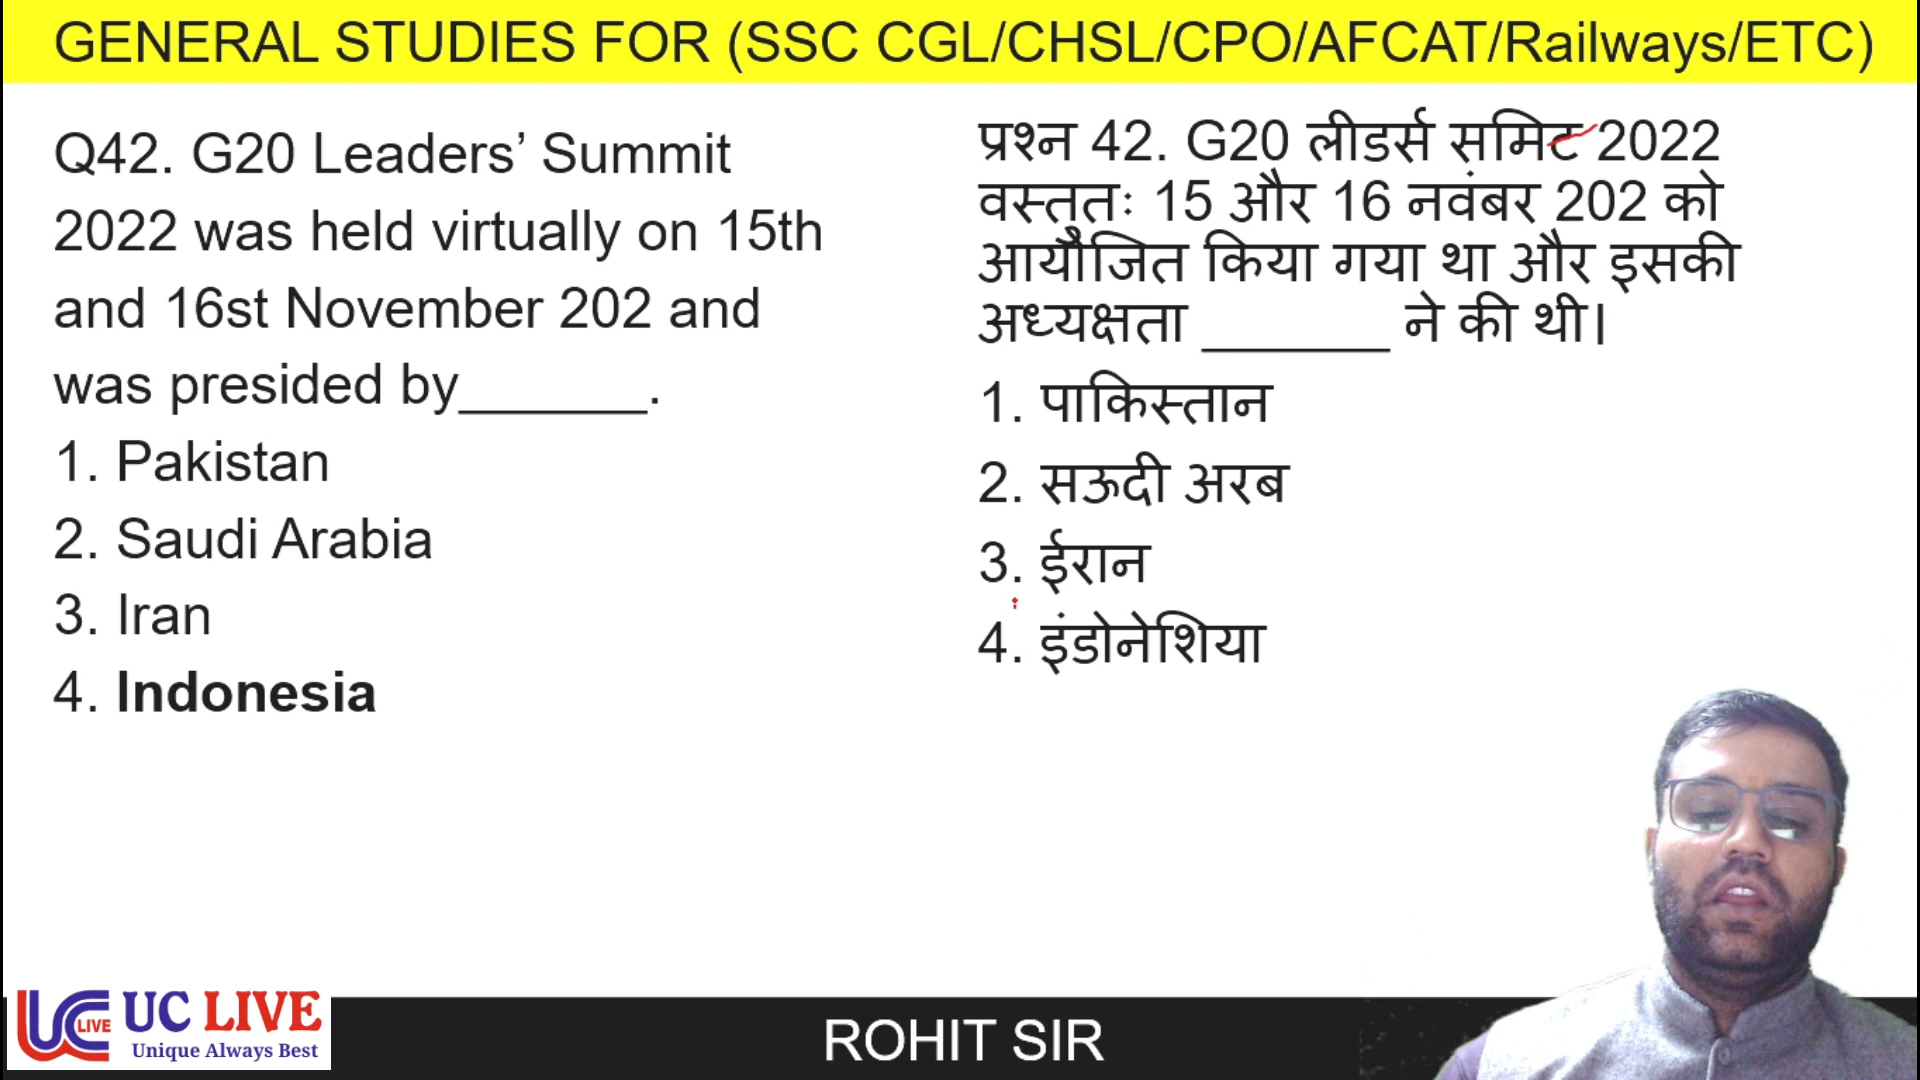 GENERAL STUDIES FOR (SSC CGL/CHSL/CPO/AFCAT/Railways/ETC)
Q42. G20 Leaders’ Summit
2022 was held virtually on 15th
and 16st November 202 and
was presided by______.
1. Pakistan
2. Saudi Arabia
3. Iran
4. Indonesia
प्रश्न 42. G20 लीडर्स समिट 2022
वस्तुतः 15 और 16 नवंबर 202 को
आयोजित किया गया था और इसकी
अध्यक्षता ______ ने की थी।
1. पाकिस्तान
2. सऊदी अरब
3. ईरान
4. इंडोनेशिया
UC LIVE UC LIVE
Unique Always Best
ROHIT SIR